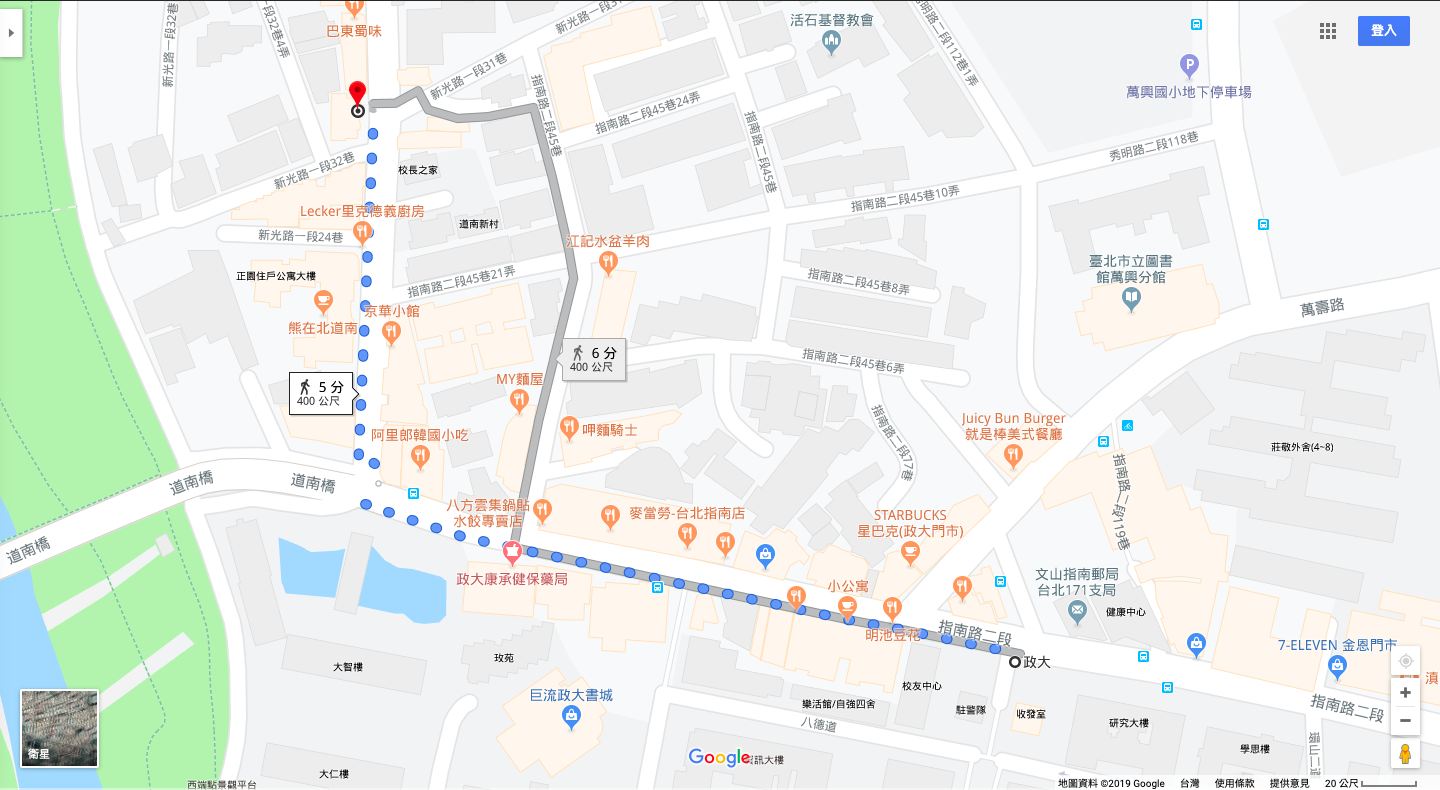 巴東蜀味
活石基督教會
登入
萬興國小地下停車場
新光路一段32巷
新光路一段32巷4弄
新光路一段31巷
新光路一段31
秀明路二段112巷1弄
指南路二段45巷
指南路二段45巷24弄
指南路二段45巷
秀明路二段118巷
新光路一段32巷
校長之家
指南路二段45巷10弄
Lecker里克德義廚房
道南新村
新光路一段24巷
江記水盆羊肉
正園住戶公寓大樓
指南路二段45巷21弄
指南路二段45巷8弄
臺北市立圖書
館萬興分館
熊在北道南
京華小館
萬壽路
6 分
400 公尺
指南路二段45巷6弄
5 分
400 公尺
MY麵屋
呷麵騎士
阿里郎韓國小吃
指南路二段77巷
Juicy Bun Burger
就是棒美式餐廳
莊敬外舍(4~8)
指南路二段119巷
道南橋
道南橋
道南橋
八方雲集鍋貼
水餃專賣店
麥當勞-台北指南店
STARBUCKS
星巴克(政大門市)
政大康承健保藥局
小公寓
明池豆花
文山指南郵局
台北171支局
健康中心
指南路二段
7-ELEVEN 金恩門市
政大
大智樓
玫苑
巨流政大書城
校友中心
樂活館/自強四舍
八德道
駐警隊
收發室
研究大樓
指南路二段
滇
學思樓
衛星
大仁樓
西端點景觀平台
Google
資訊大樓
地圖資料 ©2019 Google
台灣
使用條款
提供意見
20 公尺